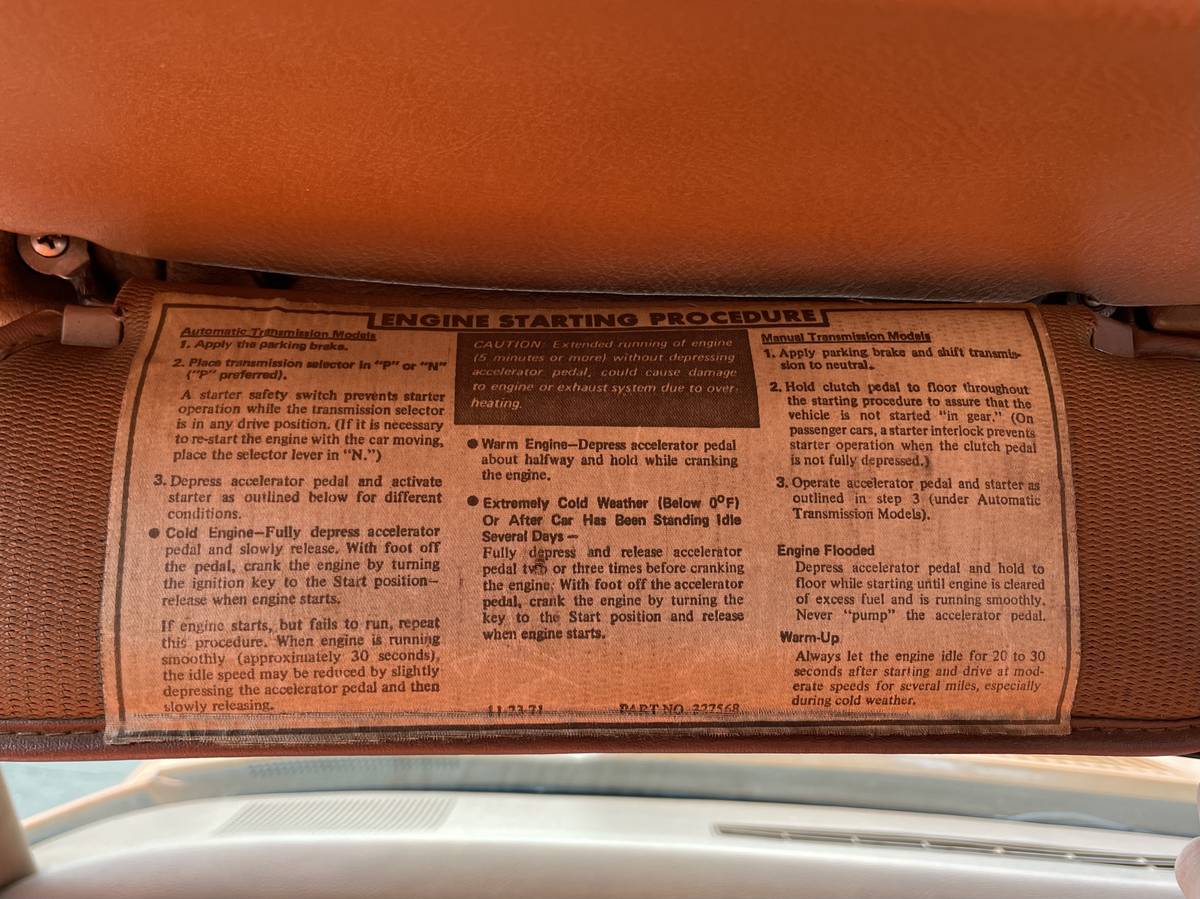 ENGINE STARTING PROCEDURE
Automatic Transmission Models
1. Apply the parking brake.
2. Place transmission selector in “P” or “N”
(“P” preferred).
A starter safety switch prevents starter
operation while the transmission selector
is in any drive position. (If it is necessary
to re-start the engine with the car moving,
place the selector lever in “N.”)
3. Depress accelerator pedal and activate
starter as outlined below for different
conditions.
● Cold Engine—Fully depress accelerator
pedal and slowly release. With foot off
the pedal, crank the engine by turning
the ignition key to the Start position—
release when engine starts.
If engine starts, but fails to run, repeat
this procedure. When engine is running
smoothly (approximately 30 seconds),
the idle speed may be reduced by slightly
depressing the accelerator pedal and then
slowly releasing.
CAUTION: Extended running of engine
(5 minutes or more) without depressing
accelerator pedal, could cause damage
to engine or exhaust system due to over-
heating.
● Warm Engine—Depress accelerator pedal
about halfway and hold while cranking
the engine.
● Extremely Cold Weather (Below 0°F)
Or After Car Has Been Standing Idle
Several Days —
Fully depress and release accelerator
pedal two or three times before cranking
the engine. With foot off the accelerator
pedal, crank the engine by turning the
key to the Start position and release
when engine starts.
11-23-71 PART NO. 327568
Manual Transmission Models
1. Apply parking brake and shift transmis-
sion to neutral.
2. Hold clutch pedal to floor throughout
the starting procedure to assure that the
vehicle is not started “in gear.” (On
passenger cars, a starter interlock prevents
starter operation when the clutch pedal
is not fully depressed.)
3. Operate accelerator pedal and starter as
outlined in step 3 (under Automatic
Transmission Models).
Engine Flooded
Depress accelerator pedal and hold to
floor while starting until engine is cleared
of excess fuel and is running smoothly.
Never “pump” the accelerator pedal.
Warm-Up
Always let the engine idle for 20 to 30
seconds after starting and drive at mod-
erate speeds for several miles, especially
during cold weather.